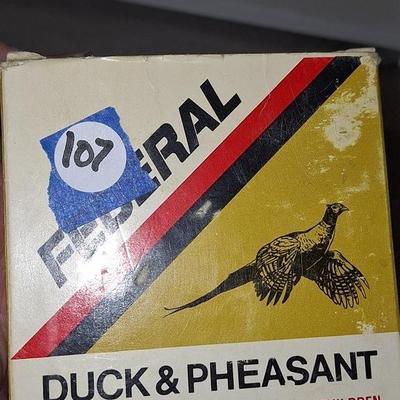 107
FEDERAL
DUCK & PHEASANT